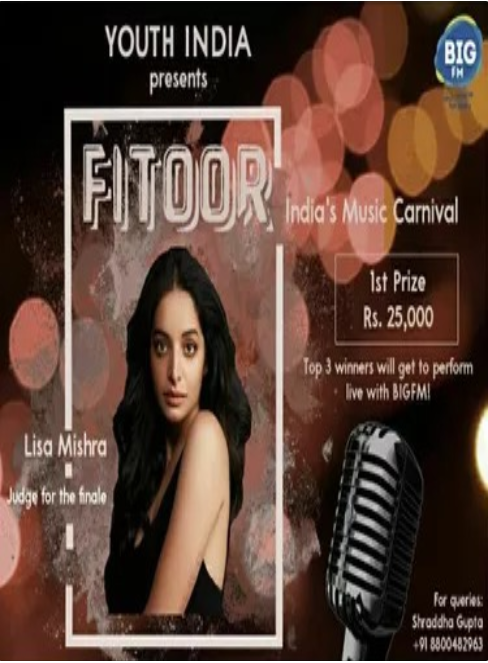 YOUTH INDIA
presents
BIG
FM
FITOOR
India's Music Carnival
1st Prize
Rs. 25,000
Top 3 winners will get to perform
live with BIGFM!
Lisa Mishra
Judge for the finale
For queries:
Shraddha Gupta
+91 8800482963